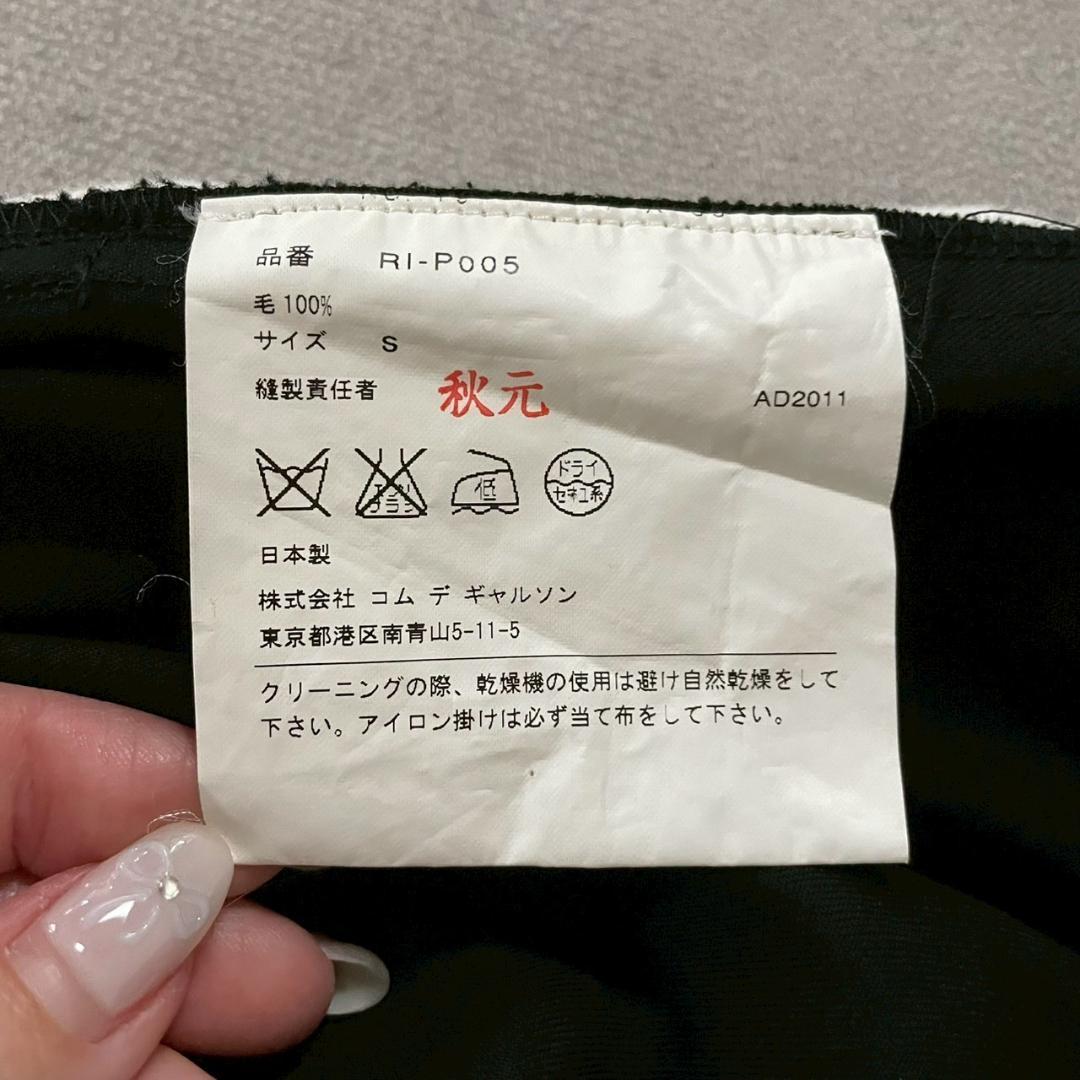 品番 RI-P005
毛100%
サイズ S
縫製責任者 秋元 AD2011
低 ドライ セキユ系
日本製
株式会社 コム デ ギャルソン
東京都港区南青山5-11-5
クリーニングの際、乾燥機の使用は避け自然乾燥をして
下さい。アイロン掛けは必ず当て布をして下さい。